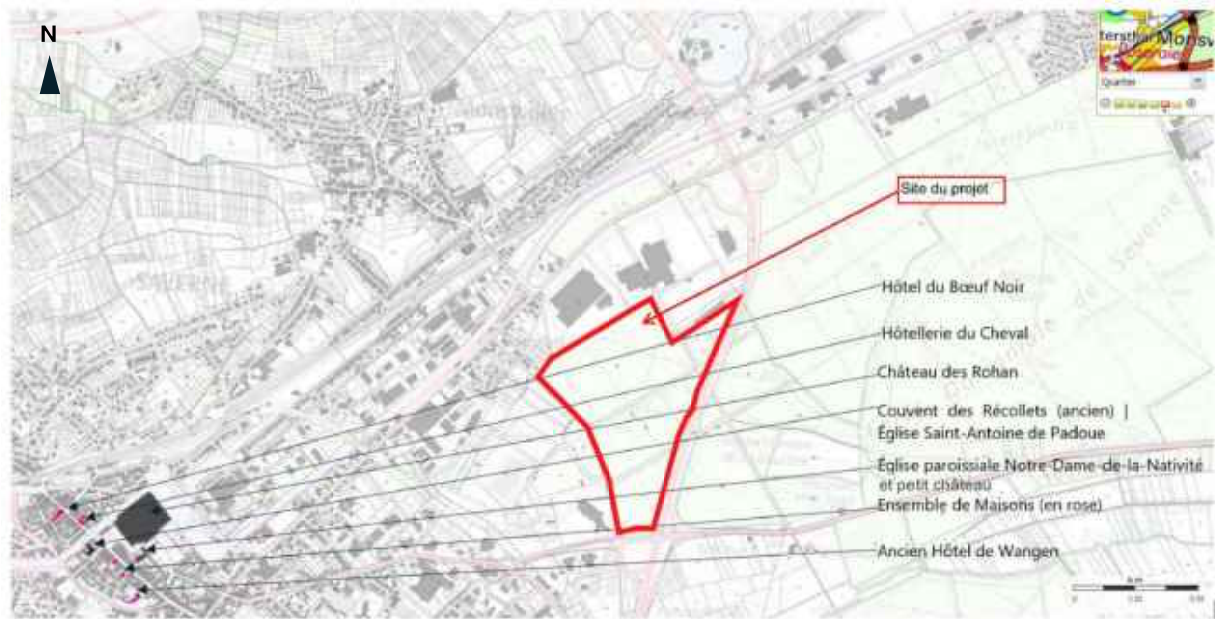 N
Quartier
Site du projet
SAVERNE
Hôtel du Bœuf Noir
Hôtellerie du Cheval
Château des Rohan
Couvent des Récollets (ancien) |
Église Saint-Antoine de Padoue
Église paroissiale Notre-Dame-de-la-Nativité
et petit château
Ensemble de Maisons (en rose)
Ancien Hôtel de Wangen